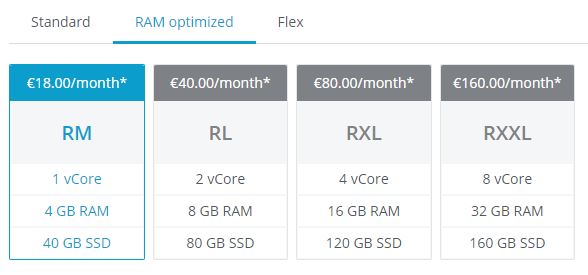 Standard RAM optimized Flex
€18.00/month* €40.00/month* €80.00/month* €160.00/month*
RM RL RXL RXXL
1 vCore 2 vCore 4 vCore 8 vCore
4 GB RAM 8 GB RAM 16 GB RAM 32 GB RAM
40 GB SSD 80 GB SSD 120 GB SSD 160 GB SSD